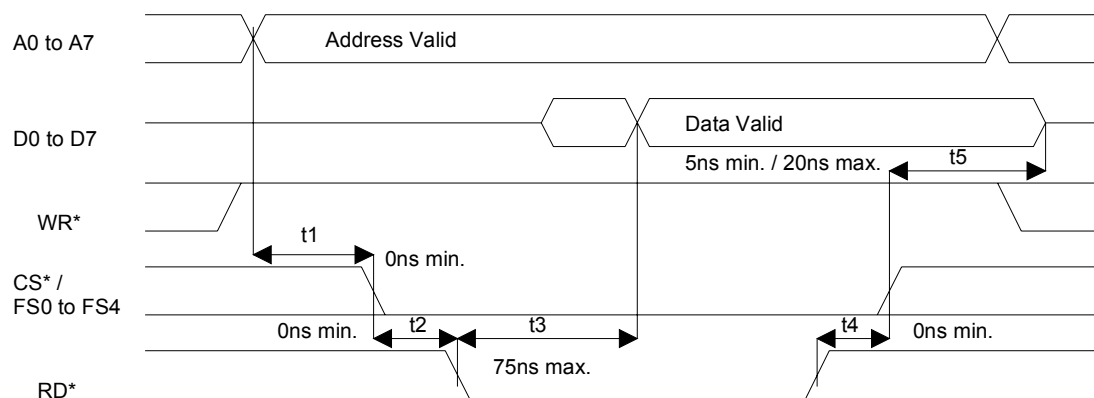 A0 to A7
Address Valid
D0 to D7
Data Valid
5ns min. / 20ns max.
t5
WR*
t1
0ns min.
CS* /
FS0 to FS4
0ns min.
t2
t3
t4
0ns min.
75ns max.
RD*